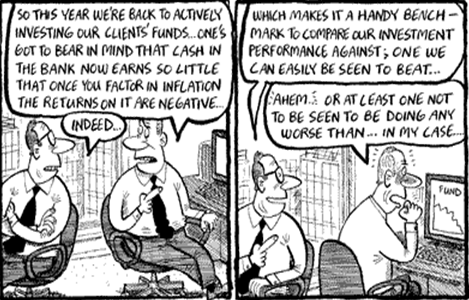 SO THIS YEAR WE'RE BACK TO ACTIVELY
INVESTING OUR CLIENTS' FUNDS... ONE'S
GOT TO BEAR IN MIND THAT CASH IN
THE BANK NOW EARNS SO LITTLE
THAT ONCE YOU FACTOR IN INFLATION
THE RETURNS ON IT ARE NEGATIVE...
INDEED...
WHICH MAKES IT A HANDY BENCH-
MARK TO COMPARE OUR INVESTMENT
PERFORMANCE AGAINST; ONE WE
CAN EASILY BE SEEN TO BEAT...
'AHEM.'. OR AT LEAST ONE NOT
TO BE SEEN TO BE DOING ANY
WORSE THAN... IN MY CASE...
FUND